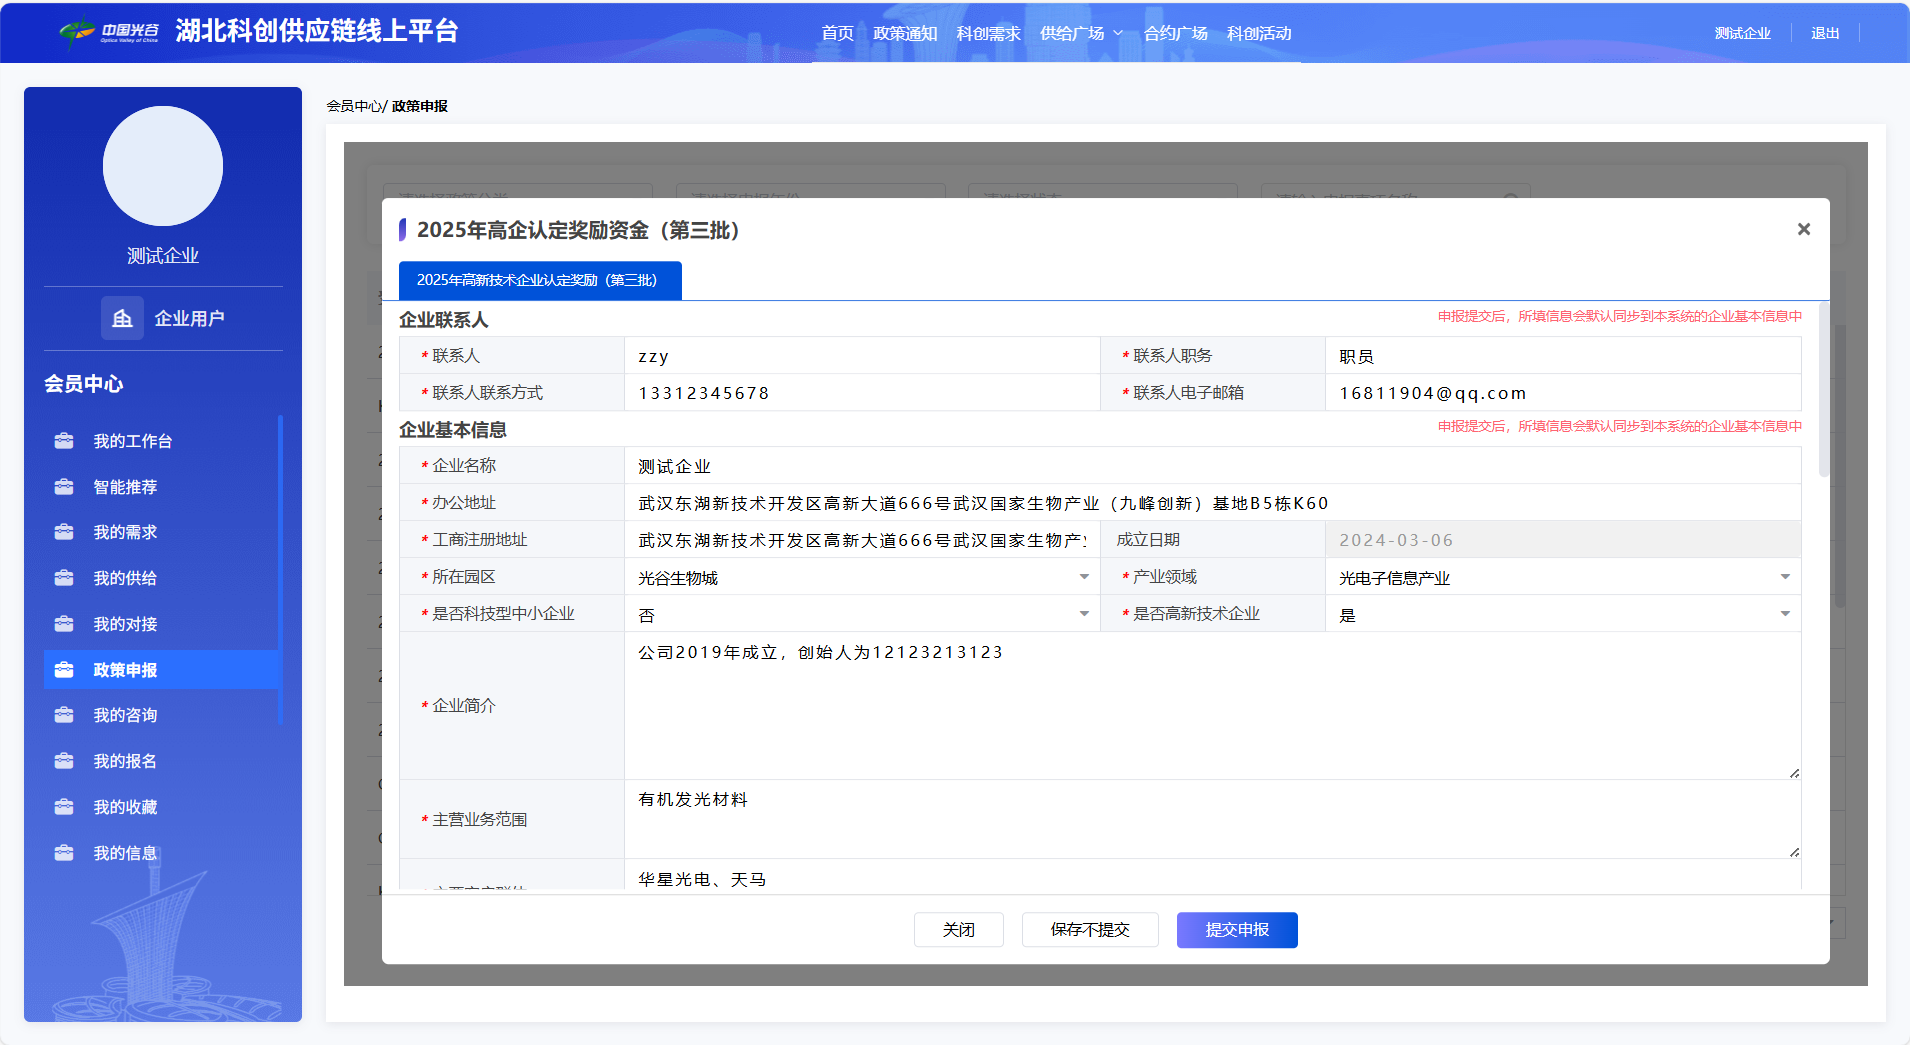 中国光谷
Optics Valley of China
湖北科创供应链线上平台
首页 政策通知 科创需求 供给广场 合约广场 科创活动
测试企业 退出
测试企业
企业用户
会员中心
我的工作台
智能推荐
我的需求
我的供给
我的对接
政策申报
我的咨询
我的报名
我的收藏
我的信息
会员中心/ 政策申报
2025年高企认定奖励资金（第三批）
2025年高新技术企业认定奖励（第三批）
企业联系人 申报提交后，所填信息会默认同步到本系统的企业基本信息中
* 联系人 zzy * 联系人职务 职员
* 联系人联系方式 13312345678 * 联系人电子邮箱 16811904@qq.com
企业基本信息 申报提交后，所填信息会默认同步到本系统的企业基本信息中
* 企业名称 测试企业
* 办公地址 武汉东湖新技术开发区高新大道666号武汉国家生物产业（九峰创新）基地B5栋K60
* 工商注册地址 武汉东湖新技术开发区高新大道666号武汉国家生物产 成立日期 2024-03-06
* 所在园区 光谷生物城 * 产业领域 光电子信息产业
* 是否科技型中小企业 否 * 是否高新技术企业 是
* 企业简介 公司2019年成立，创始人为12123213123
* 主营业务范围 有机发光材料
华星光电、天马
关闭 保存不提交 提交申报